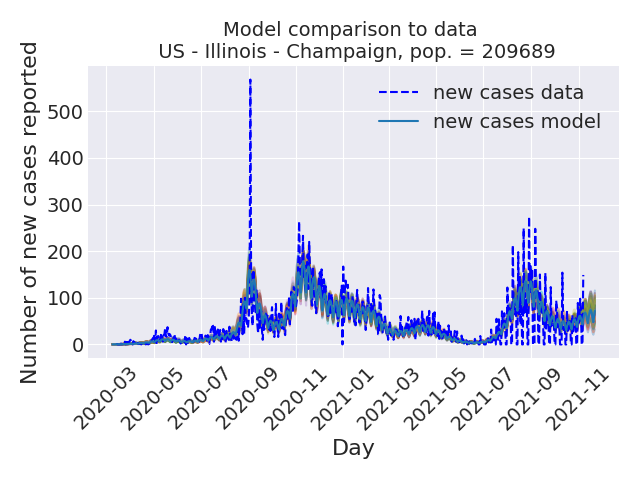 Model comparison to data
US - Illinois - Champaign, pop. = 209689
Number of new cases reported
500
400
300
200
100
0
new cases data
new cases model
2020-03
2020-05
2020-07
2020-09
2020-11
2021-01
2021-03
2021-05
2021-07
2021-09
2021-11
Day